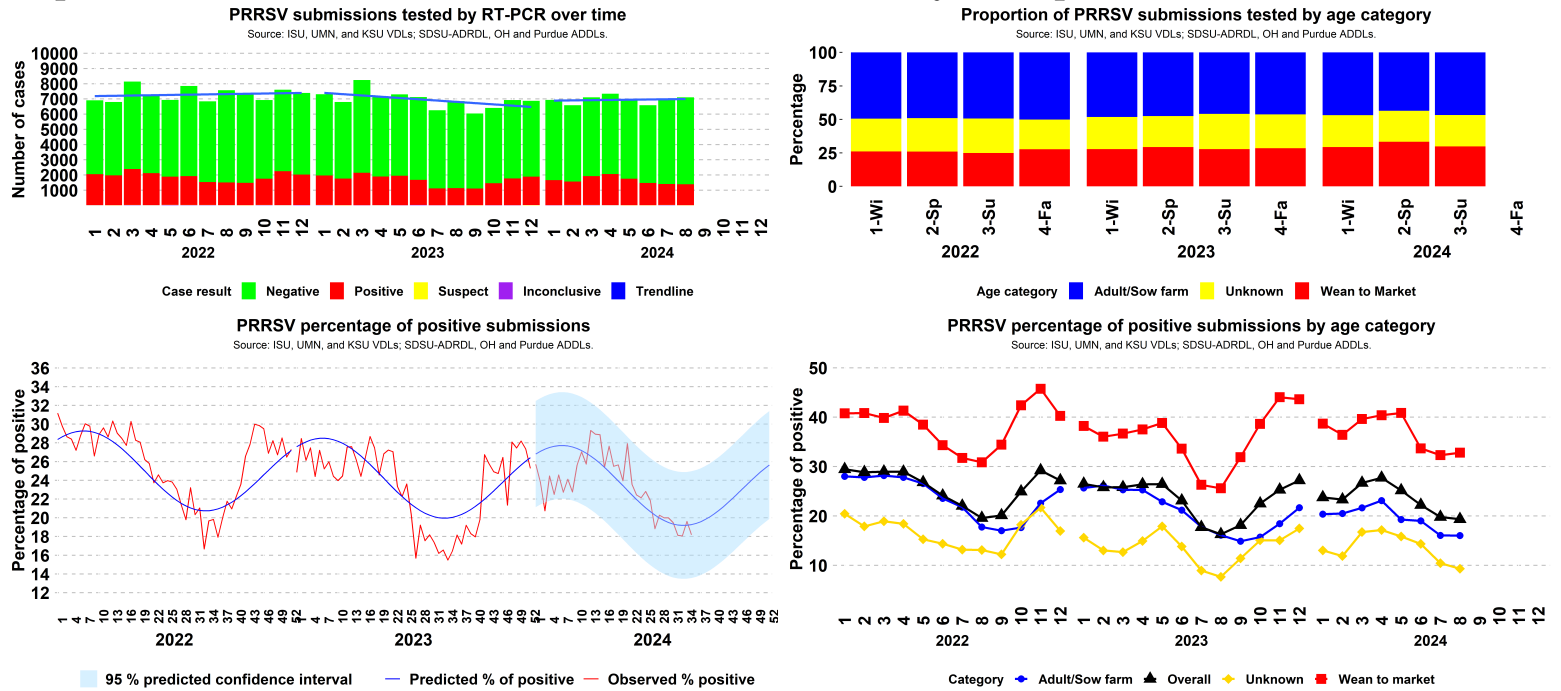 PRRSV submissions tested by RT-PCR over time
Source: ISU, UMN, and KSU VDLs; SDSU-ADRDL, OH and Purdue ADDLs.
Number of cases
10000
9000
8000
7000
6000
5000
4000
3000
2000
1000
1 2 3 4 5 6 7 8 9 10 11 12 1 2 3 4 5 6 7 8 9 10 11 12 1 2 3 4 5 6 7 8 9 10 11 12
2022 2023 2024
Case result Negative Positive Suspect Inconclusive Trendline
Proportion of PRRSV submissions tested by age category
Source: ISU, UMN, and KSU VDLs; SDSU-ADRDL, OH and Purdue ADDLs.
Percentage
100
75
50
25
0
1-Wi 2-Sp 3-Su 4-Fa 1-Wi 2-Sp 3-Su 4-Fa 1-Wi 2-Sp 3-Su 4-Fa
2022 2023 2024
Age category Adult/Sow farm Unknown Wean to Market
PRRSV percentage of positive submissions
Source: ISU, UMN, and KSU VDLs; SDSU-ADRDL, OH and Purdue ADDLs.
Percentage of positive
36
34
32
30
28
26
24
22
20
18
16
14
12
1 4 7 10 13 16 19 22 25 28 31 34 37 40 43 46 49 52 1 4 7 10 13 16 19 22 25 28 31 34 37 40 43 46 49 52 1 4 7 10 13 16 19 22 25 28 31 34 37 40 43 46 49 52
2022 2023 2024
95 % predicted confidence interval Predicted % of positive Observed % positive
PRRSV percentage of positive submissions by age category
Source: ISU, UMN, and KSU VDLs; SDSU-ADRDL, OH and Purdue ADDLs.
Percentage of positive
50
40
30
20
10
1 2 3 4 5 6 7 8 9 10 11 12 1 2 3 4 5 6 7 8 9 10 11 12 1 2 3 4 5 6 7 8 9 10 11 12
2022 2023 2024
Category Adult/Sow farm Overall Unknown Wean to market